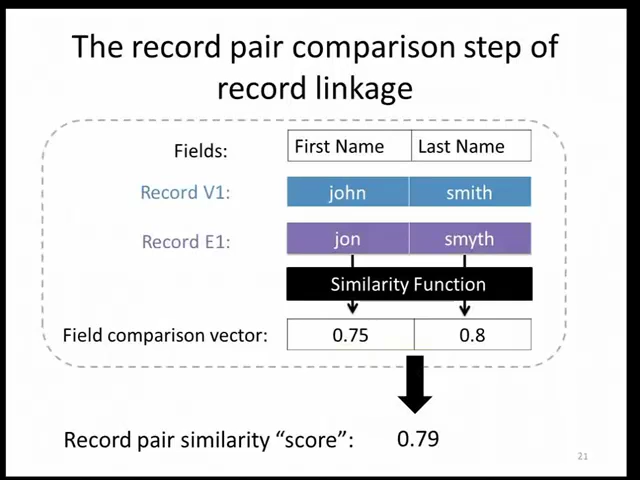 The record pair comparison step of
record linkage
Fields: First Name Last Name
Record V1: john smith
Record E1: jon smyth
Similarity Function
Field comparison vector: 0.75 0.8
Record pair similarity “score”: 0.79
21